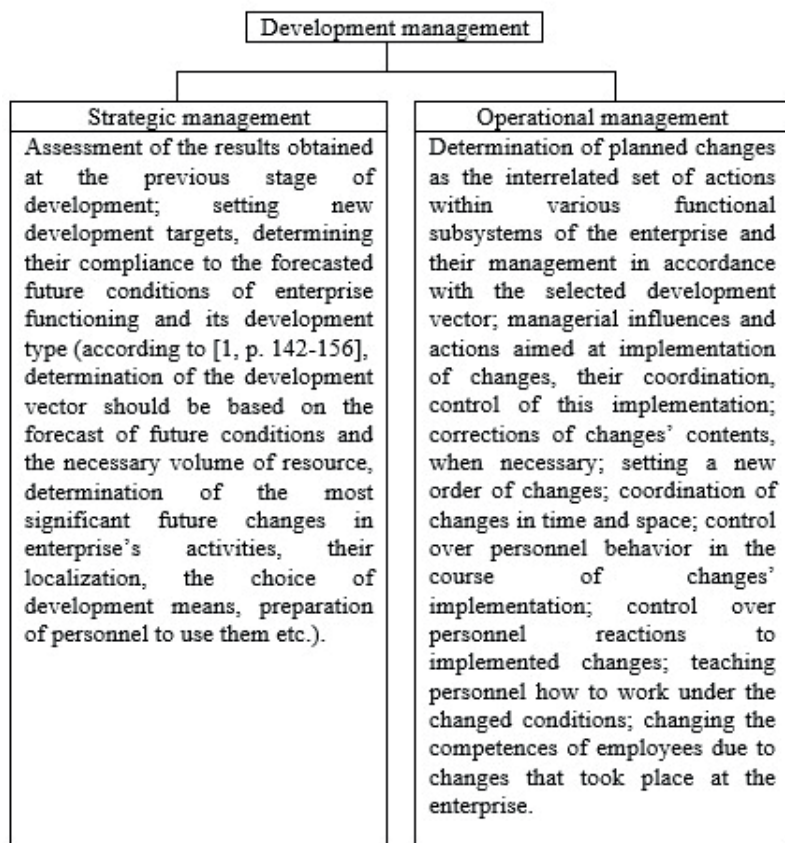 Development management
Strategic management
Assessment of the results obtained
at the previous stage of
development; setting new
development targets, determining
their compliance to the forecasted
future conditions of enterprise
functioning and its development
type (according to [1, p. 142-156],
determination of the development
vector should be based on the
forecast of future conditions and
the necessary volume of resource,
determination of the most
significant future changes in
enterprise’s activities, their
localization, the choice of
development means, preparation
of personnel to use them etc.).
Operational management
Determination of planned changes
as the interrelated set of actions
within various functional
subsystems of the enterprise and
their management in accordance
with the selected development
vector; managerial influences and
actions aimed at implementation
of changes, their coordination,
control of this implementation;
corrections of changes’ contents,
when necessary; setting a new
order of changes; coordination of
changes in time and space; control
over personnel behavior in the
course of changes’
implementation; control over
personnel reactions to
implemented changes; teaching
personnel how to work under the
changed conditions; changing the
competences of employees due to
changes that took place at the
enterprise.